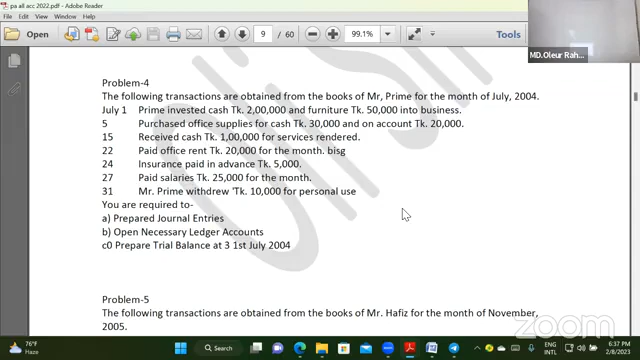 pa all acc 2022.pdf - Adobe Reader
9 / 60 99.1% Tools
MD.Oleur Rah...
Problem-4
The following transactions are obtained from the books of Mr, Prime for the month of July, 2004.
July 1 Prime invested cash Tk. 2,00,000 and furniture Tk. 50,000 into business.
5 Purchased office supplies for cash Tk. 30,000 and on account Tk. 20,000.
15 Received cash Tk. 1,00,000 for services rendered.
22 Paid office rent Tk. 20,000 for the month. bisg
24 Insurance paid in advance Tk. 5,000.
27 Paid salaries Tk. 25,000 for the month.
31 Mr. Prime withdrew 'Tk. 10,000 for personal use
You are required to-
a) Prepared Journal Entries
b) Open Necessary Ledger Accounts
c0 Prepare Trial Balance at 3 1st July 2004
Problem-5
The following transactions are obtained from the books of Mr. Hafiz for the month of November,
2005.
zoom
76°F
Haze
Search
ENG
INTL
6:37 PM
2/8/2023